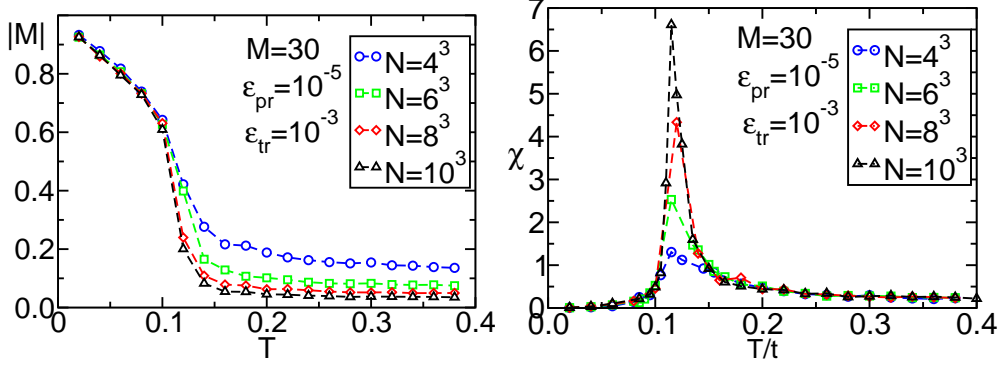 |M|
0.8
0.6
0.4
0.2
0.0
0.0
0.1
0.2
0.3
0.4
T
M=30
ε_pr=10^-5
ε_tr=10^-3
N=4^3
N=6^3
N=8^3
N=10^3
χ
7
6
5
4
3
2
1
0
0.0
0.1
0.2
0.3
0.4
T/t
M=30
ε_pr=10^-5
ε_tr=10^-3
N=4^3
N=6^3
N=8^3
N=10^3